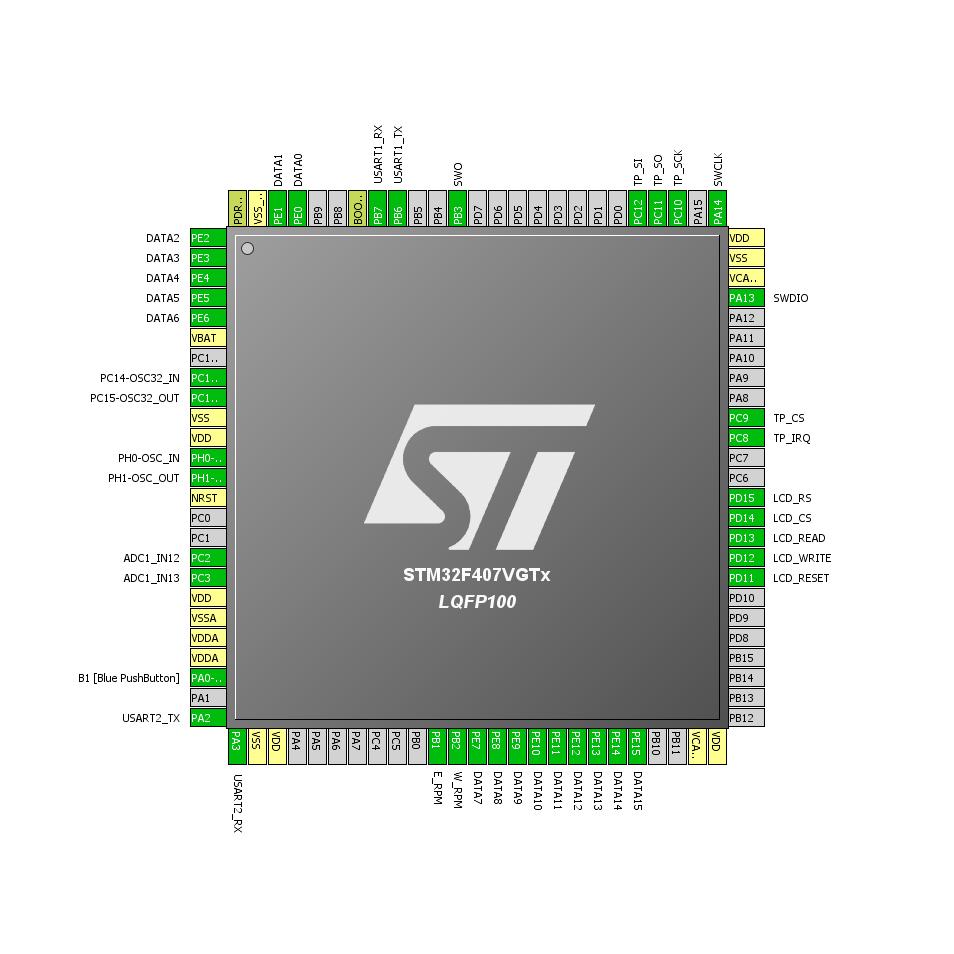 USART1_RX
USART1_TX
DATA1
DATA0
SWO
TP_SI
TP_SO
TP_SCK
SWCLK
PDR..
VSS_..
PE1
PE0
PB9
PB8
BOO..
PB7
PB6
PB5
PB4
PB3
PD7
PD6
PD5
PD4
PD3
PD2
PD1
PD0
PC12
PC11
PC10
PA15
PA14
DATA2 PE2
DATA3 PE3
DATA4 PE4
DATA5 PE5
DATA6 PE6
VBAT
PC1..
PC14-OSC32_IN PC1..
PC15-OSC32_OUT PC1..
VSS
VDD
PH0-OSC_IN PH0-..
PH1-OSC_OUT PH1-..
NRST
PC0
PC1
ADC1_IN12 PC2
ADC1_IN13 PC3
VDD
VSSA
VDDA
VDDA
B1 [Blue PushButton] PA0-..
PA1
USART2_TX PA2
STM32F407VGTx
LQFP100
VDD
VSS
VCA..
PA13 SWDIO
PA12
PA11
PA10
PA9
PA8
PC9 TP_CS
PC8 TP_IRQ
PC7
PC6
PD15 LCD_RS
PD14 LCD_CS
PD13 LCD_READ
PD12 LCD_WRITE
PD11 LCD_RESET
PD10
PD9
PD8
PB15
PB14
PB13
PB12
PA3
VSS
VDD
PA4
PA5
PA6
PA7
PC4
PC5
PB0
PB1
PB2
PE7
PE8
PE9
PE10
PE11
PE12
PE13
PE14
PE15
PB10
PB11
VCA..
VDD
USART2_RX
E_RPM
W_RPM
DATA7
DATA8
DATA9
DATA10
DATA11
DATA12
DATA13
DATA14
DATA15